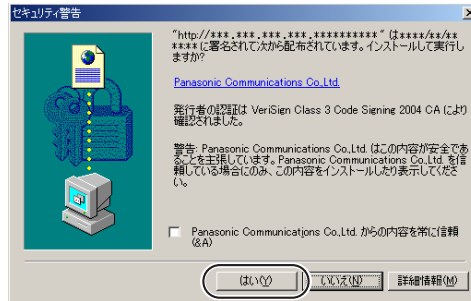 セキュリティ警告
"http://***.***.***.***.**********" は****/**/**
**:**に署名されて次から配布されています。インストールして実行し
ますか?
Panasonic Communications Co.,Ltd.
発行者の認証は VeriSign Class 3 Code Signing 2004 CA により
確認されました。
警告: Panasonic Communications Co.,Ltd. はこの内容が安全であ
ることを主張しています。Panasonic Communications Co.,Ltd. を信
頼している場合にのみ、この内容をインストールしたり表示してくださ
い。
Panasonic Communications Co.,Ltd. からの内容を常に信頼
(&A)
はい(Y)
いいえ(N)
詳細情報(M)